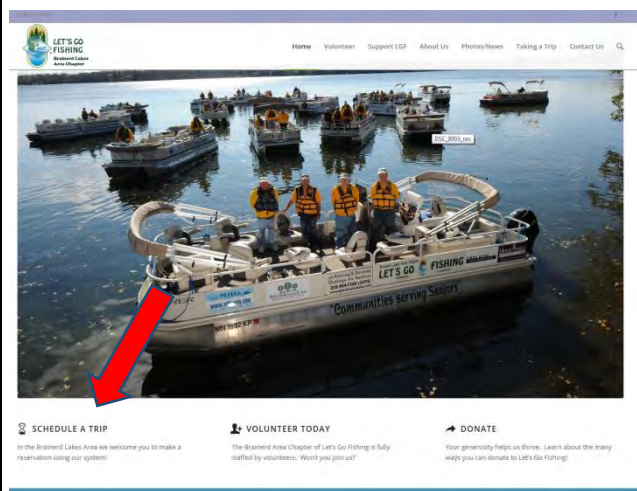 LET'S GO
FISHING
Brainerd Lakes
Area Chapter
Home Volunteer Support LGF About Us Photos/News Taking a Trip Contact Us
DSC_8903_rev
LET'S GO FISHING
"Communities serving Seniors"
MN 1692 KP
SCHEDULE A TRIP
In the Brainerd Lakes Area we welcome you to make a
reservation using our system!
VOLUNTEER TODAY
The Brainerd Area Chapter of Let's Go Fishing is fully
staffed by volunteers. Won't you join us?
DONATE
Your generosity helps us thrive. Learn about the many
ways you can donate to Let's Go Fishing!